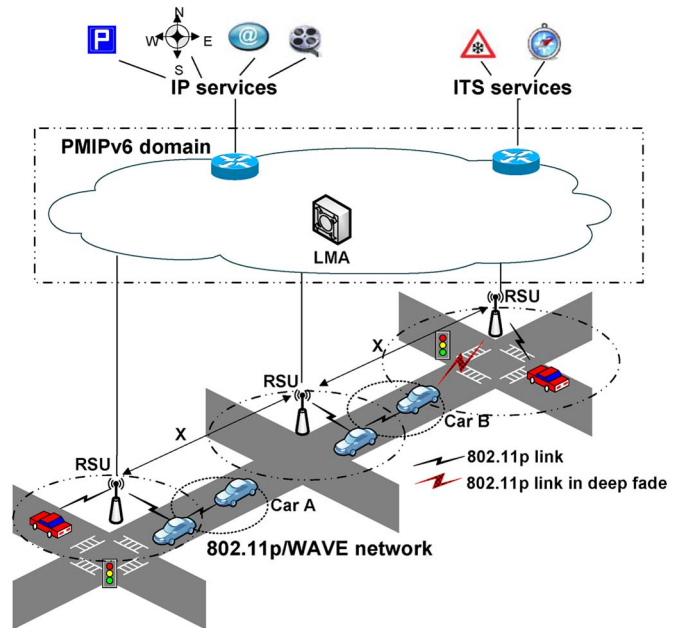 N
W
E
S
P
@
IP services
ITS services
PMIPv6 domain
LMA
RSU
X
RSU
Car B
X
802.11p link
RSU
802.11p link in deep fade
Car A
802.11p/WAVE network